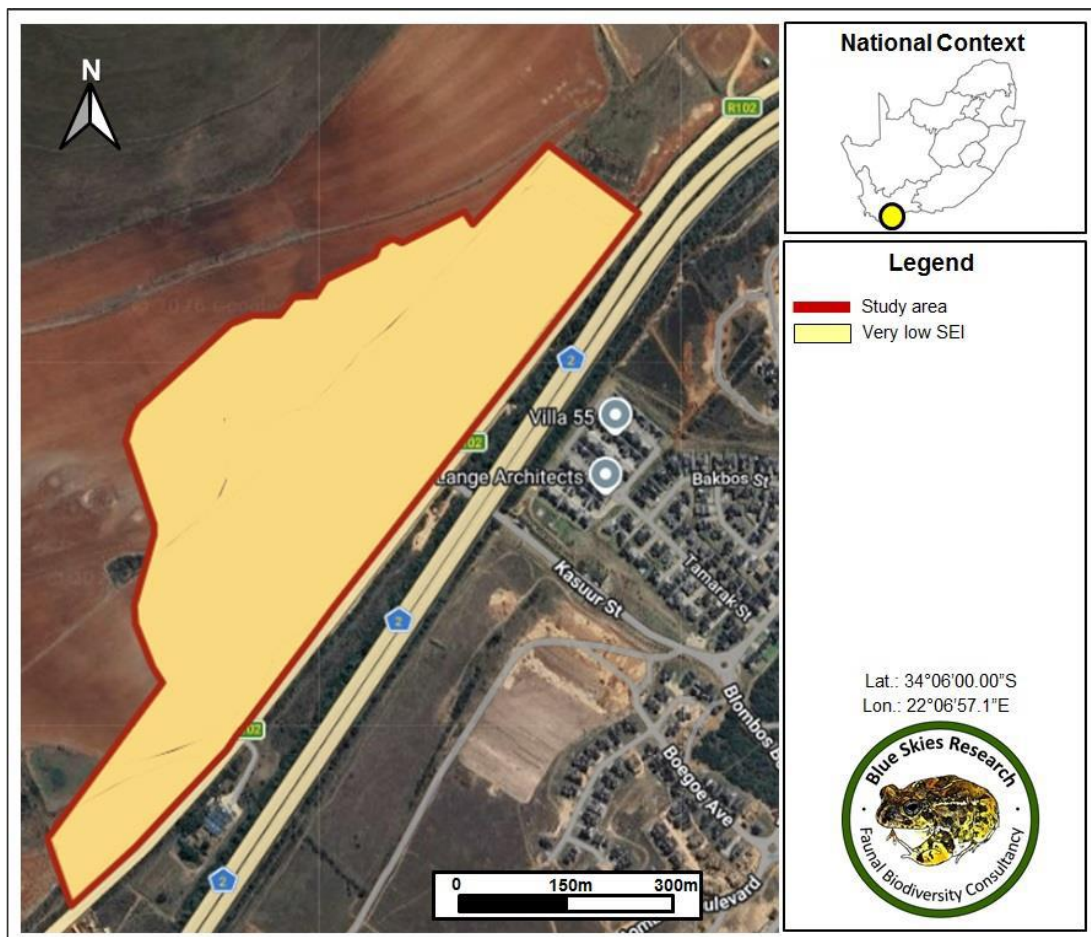 N
R102
2
Villa 55
02
Lange Architects
Bakbos St
Tamarak St
Kasuur St
2
Blombos B
02
Boegoe Ave
2
0 150m 300m
oulevard
National Context
Legend
Study area
Very low SEI
Lat.: 34°06'00.00"S
Lon.: 22°06'57.1"E
Blue Skies Research
Faunal Biodiversity Consultancy